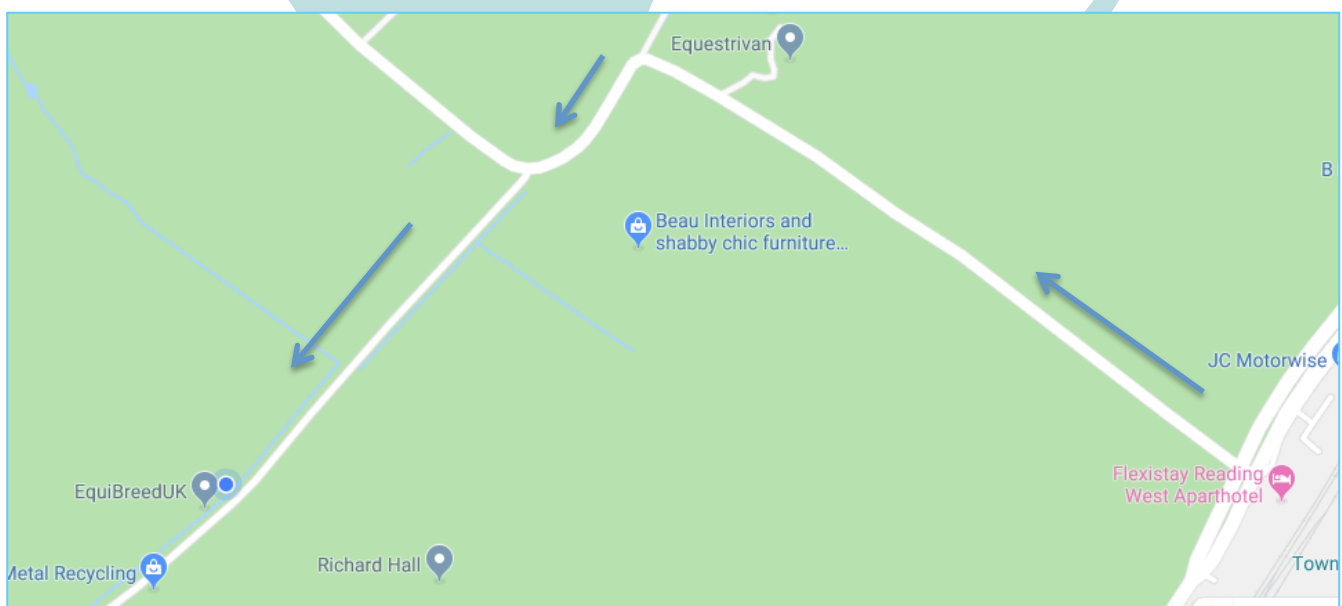 Equestrivan
B
Beau Interiors and
shabby chic furniture...
JC Motorwise
Flexistay Reading
West Aparthotel
EquiBreedUK
Richard Hall
Metal Recycling
Town